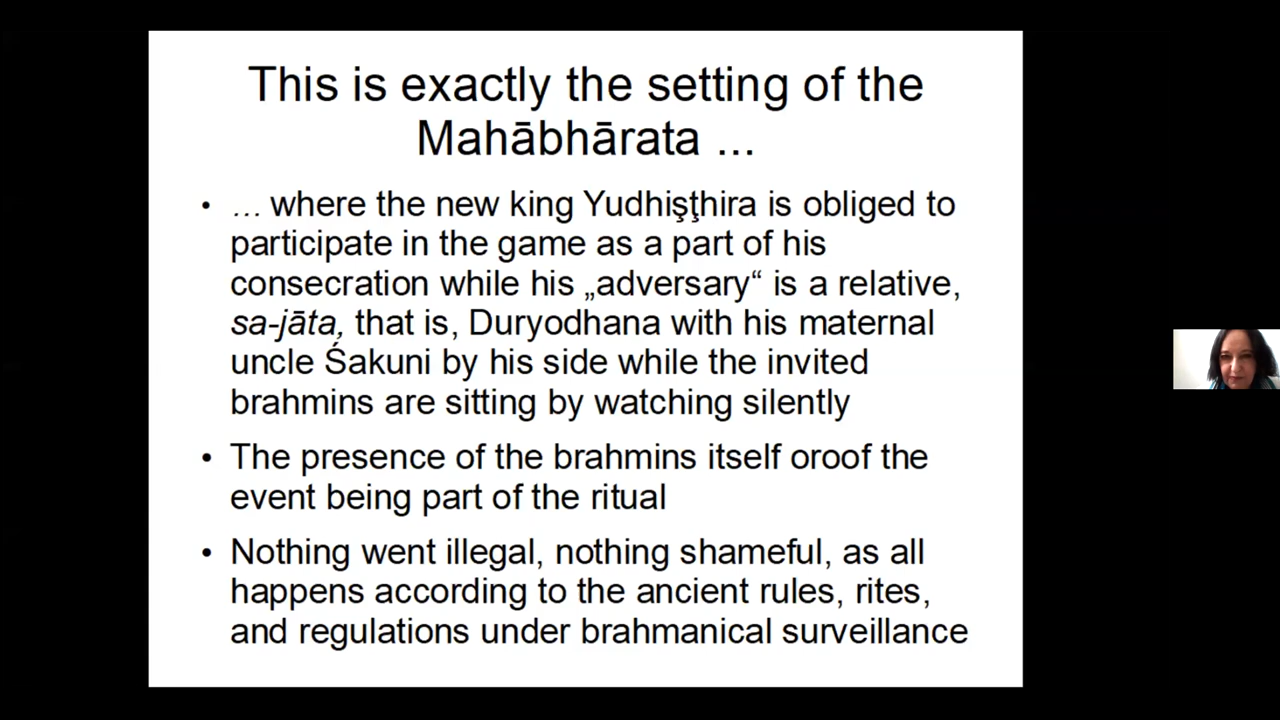 This is exactly the setting of the
Mahābhārata ...
• … where the new king Yudhişţhira is obliged to
participate in the game as a part of his
consecration while his „adversary“ is a relative,
sa-jāta, that is, Duryodhana with his maternal
uncle Śakuni by his side while the invited
brahmins are sitting by watching silently
• The presence of the brahmins itself oroof the
event being part of the ritual
• Nothing went illegal, nothing shameful, as all
happens according to the ancient rules, rites,
and regulations under brahmanical surveillance